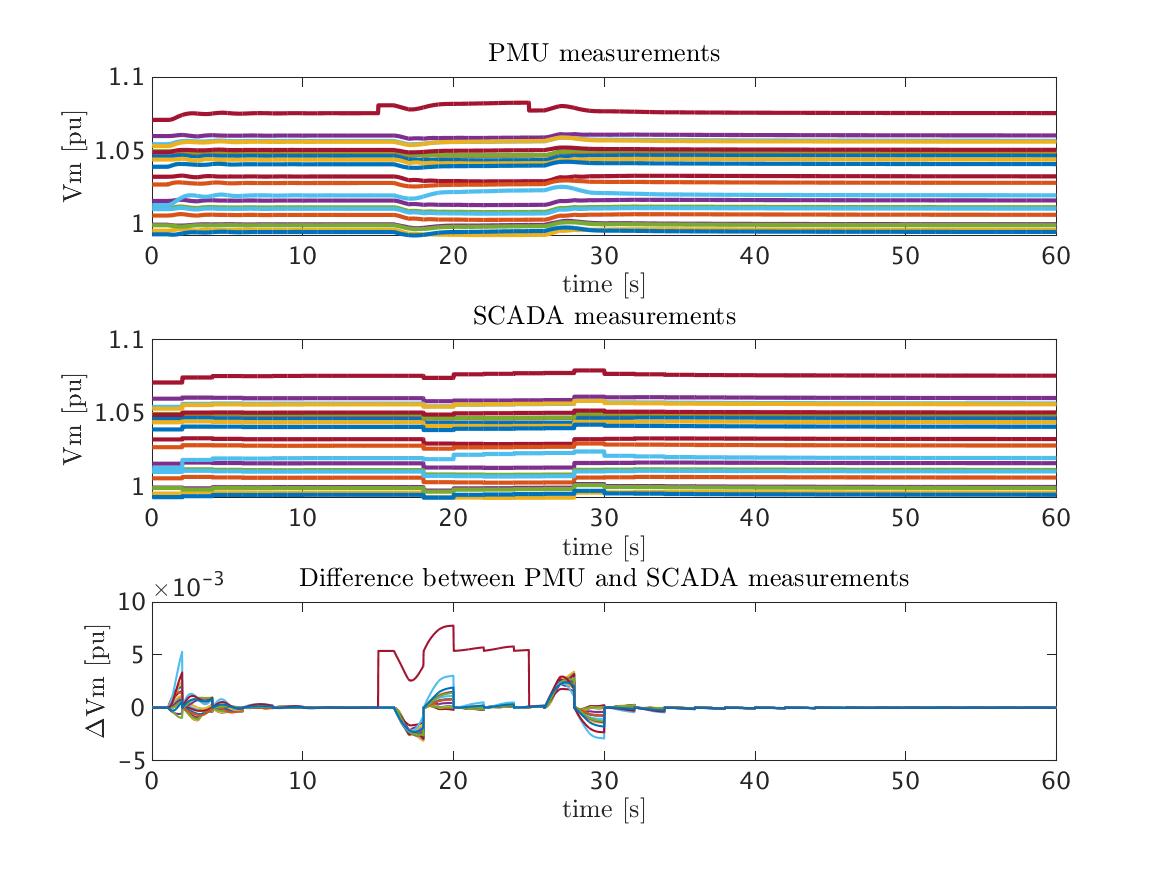 PMU measurements
1.1
1.05
1
Vm [pu]
0 10 20 30 40 50 60
time [s]
SCADA measurements
1.1
1.05
1
Vm [pu]
0 10 20 30 40 50 60
time [s]
Difference between PMU and SCADA measurements
×10⁻³
10
5
0
-5
ΔVm [pu]
0 10 20 30 40 50 60
time [s]